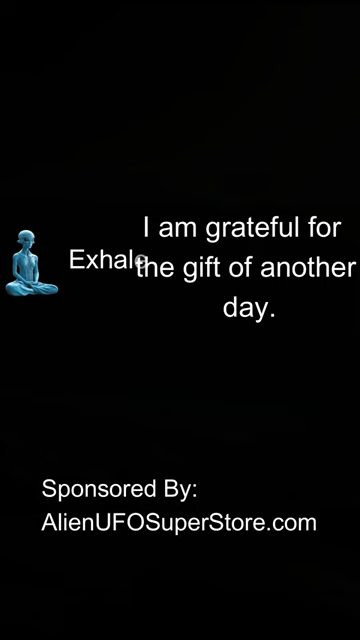 I am grateful for
Exhale
the gift of another
day.
Sponsored By:
AlienUFOSuperStore.com